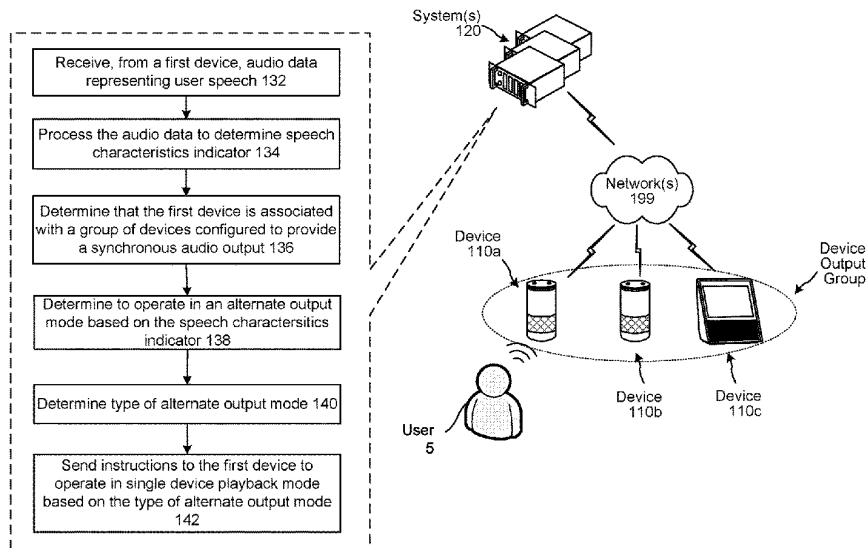 Receive, from a first device, audio data
representing user speech 132
Process the audio data to determine speech
characteristics indicator 134
Determine that the first device is associated
with a group of devices configured to provide
a synchronous audio output 136
Determine to operate in an alternate output
mode based on the speech charactersitics
indicator 138
Determine type of alternate output mode 140
Send instructions to the first device to
operate in single device playback mode
based on the type of alternate output mode
142
System(s)
120
Network(s)
199
Device
110a
Device
Output
Group
Device
110b
Device
110c
User
5